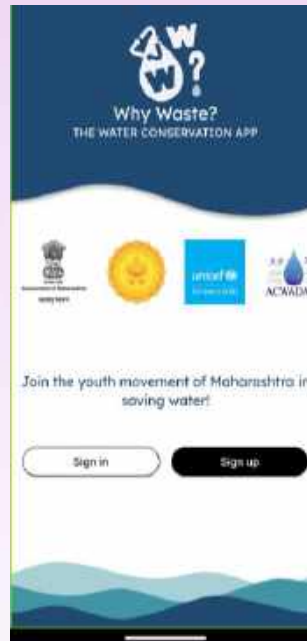 W
W?
Why Waste?
THE WATER CONSERVATION APP
unicef
ACWADA
Join the youth movement of Maharashtra in
saving water!
Sign in
Sign up